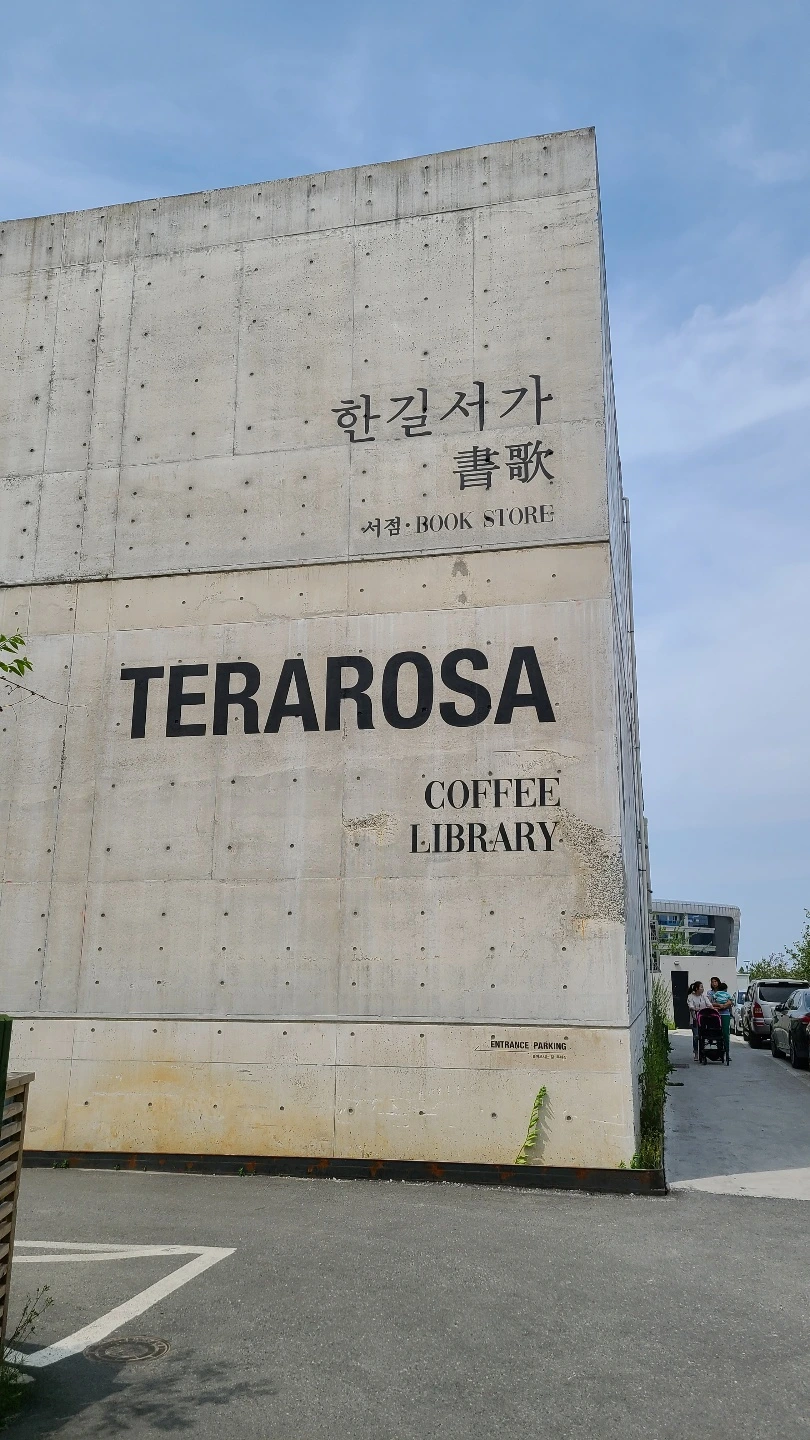 한길서가
書歌
서점·BOOK STORE
TERAROSA
COFFEE
LIBRARY
ENTRANCE PARKING